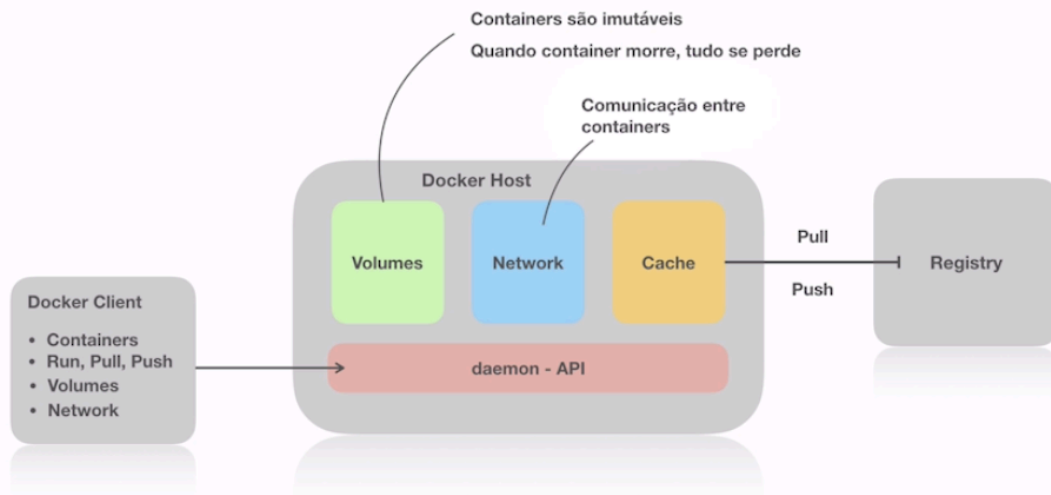 Containers são imutáveis
Quando container morre, tudo se perde
Comunicação entre
containers
Docker Host
Volumes
Network
Cache
Pull
Push
Registry
Docker Client
• Containers
• Run, Pull, Push
• Volumes
• Network
daemon - API